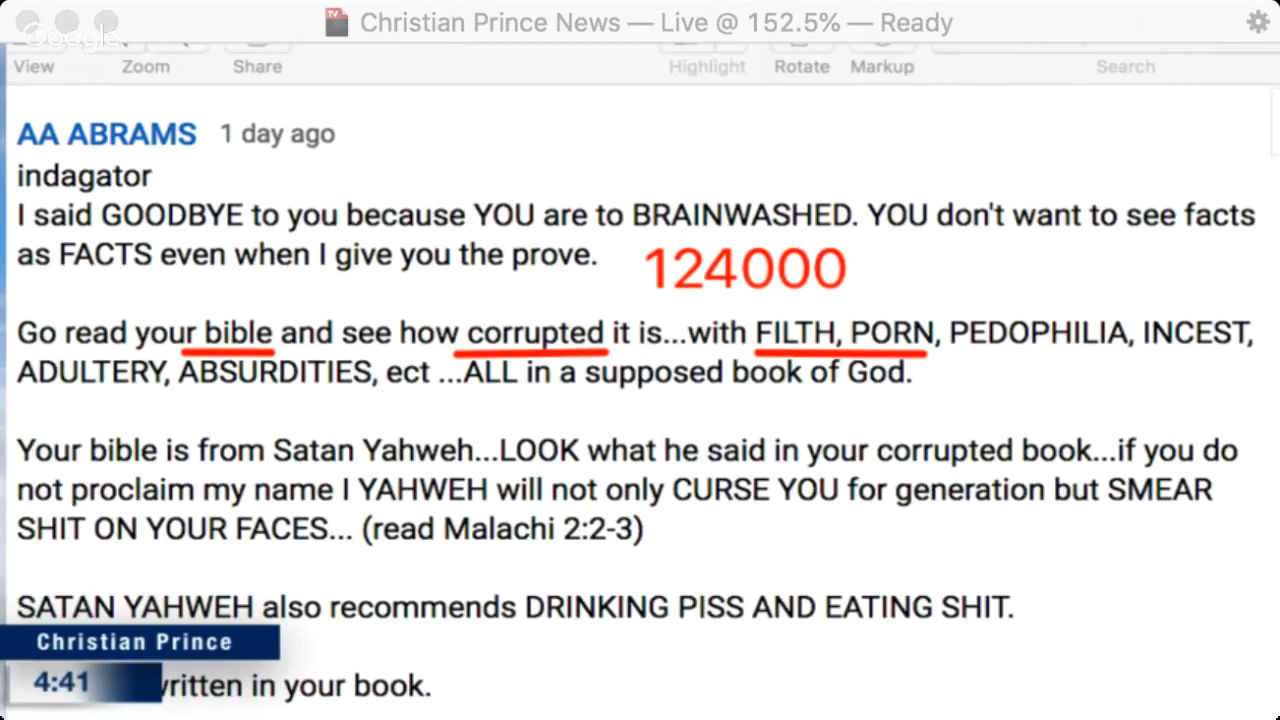 Google
Christian Prince News — Live @ 152.5% — Ready
View Zoom Share Highlight Rotate Markup Search
AA ABRAMS 1 day ago
indagator
I said GOODBYE to you because YOU are to BRAINWASHED. YOU don't want to see facts
as FACTS even when I give you the prove.
124000
Go read your bible and see how corrupted it is...with FILTH, PORN, PEDOPHILIA, INCEST,
ADULTERY, ABSURDITIES, ect ...ALL in a supposed book of God.
Your bible is from Satan Yahweh...LOOK what he said in your corrupted book...if you do
not proclaim my name I YAHWEH will not only CURSE YOU for generation but SMEAR
SHIT ON YOUR FACES... (read Malachi 2:2-3)
SATAN YAHWEH also recommends DRINKING PISS AND EATING SHIT.
Christian Prince
4:41
written in your book.